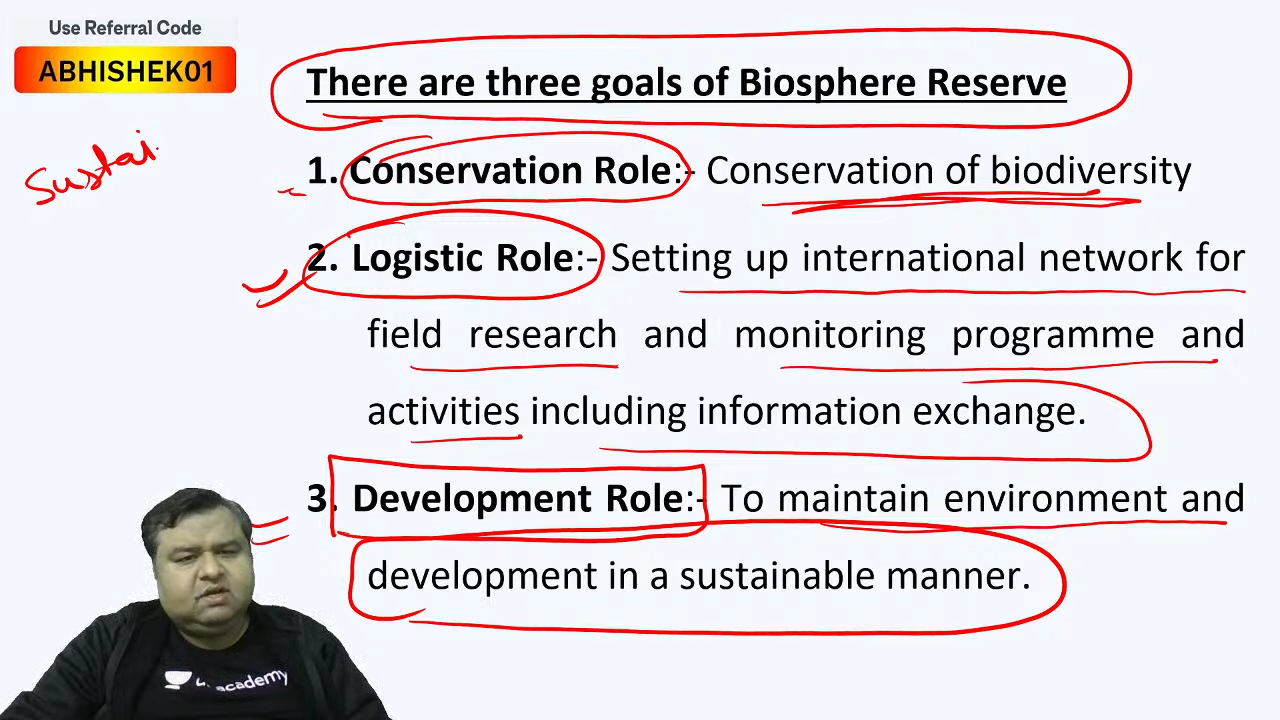 Use Referral Code
ABHISHEK01
There are three goals of Biosphere Reserve
Sustai
1. Conservation Role:- Conservation of biodiversity
2. Logistic Role:- Setting up international network for
field research and monitoring programme and
activities including information exchange.
3. Development Role:- To maintain environment and
development in a sustainable manner.